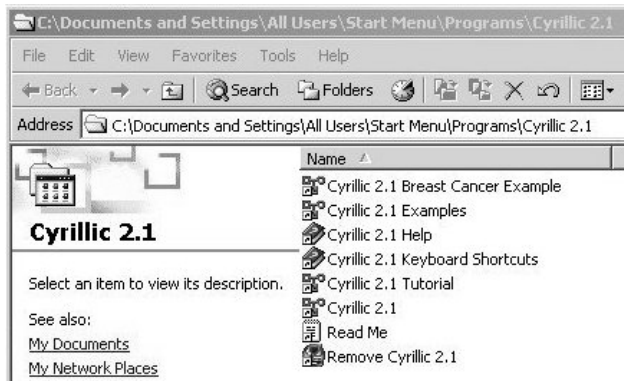 C:\Documents and Settings\All Users\Start Menu\Programs\Cyrillic 2.1
File Edit View Favorites Tools Help
Back Search Folders
Address C:\Documents and Settings\All Users\Start Menu\Programs\Cyrillic 2.1
Cyrillic 2.1
Select an item to view its description.
See also:
My Documents
My Network Places
Name
Cyrillic 2.1 Breast Cancer Example
Cyrillic 2.1 Examples
Cyrillic 2.1 Help
Cyrillic 2.1 Keyboard Shortcuts
Cyrillic 2.1 Tutorial
Cyrillic 2.1
Read Me
Remove Cyrillic 2.1